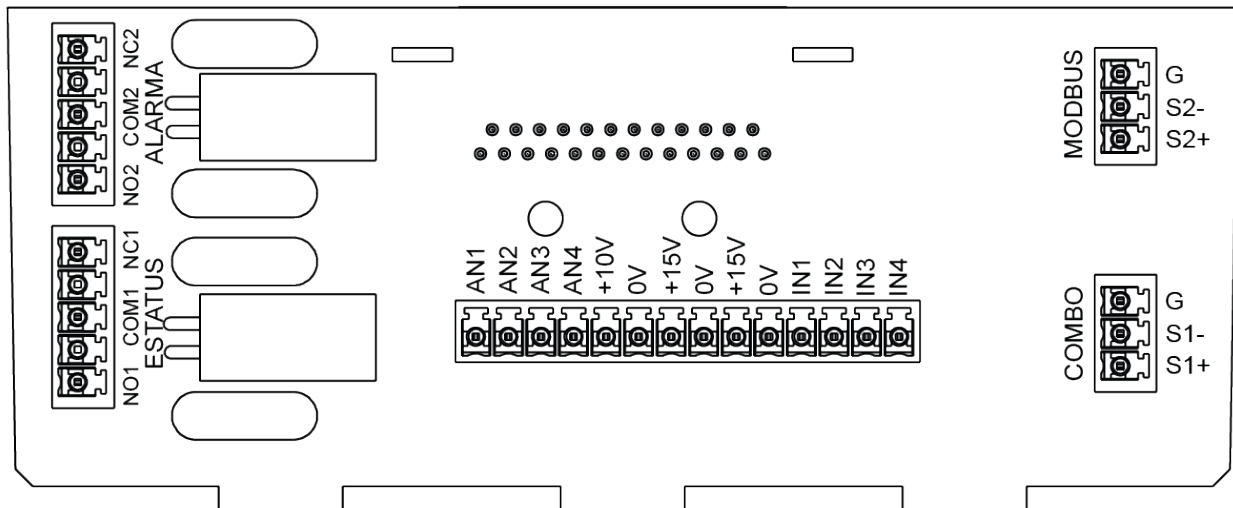 NC2
COM2
NO2
ALARMA
NC1
COM1
NO1
ESTATUS
AN1
AN2
AN3
AN4
+10V
0V
+15V
0V
+15V
0V
IN1
IN2
IN3
IN4
MODBUS
G
S2-
S2+
COMBO
G
S1-
S1+